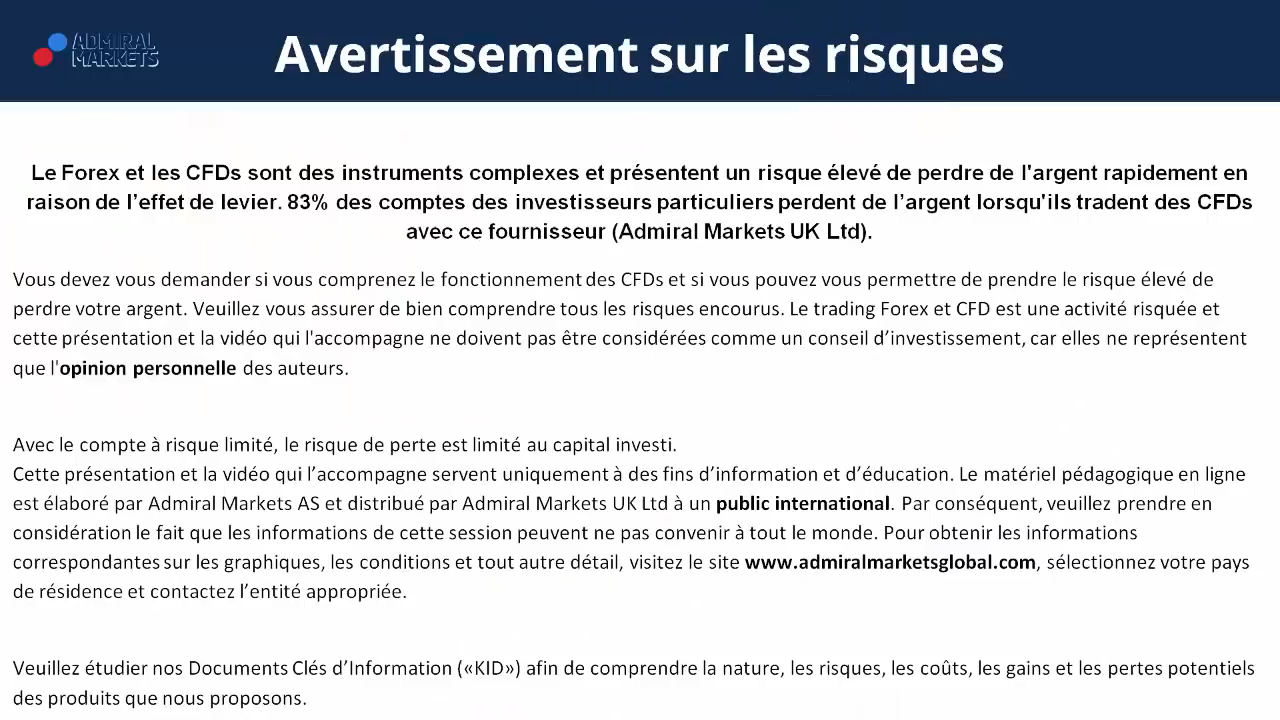 ADMIRAL
MARKETS
Avertissement sur les risques
Le Forex et les CFDs sont des instruments complexes et présentent un risque élevé de perdre de l'argent rapidement en
raison de l’effet de levier. 83% des comptes des investisseurs particuliers perdent de l’argent lorsqu'ils tradent des CFDs
avec ce fournisseur (Admiral Markets UK Ltd).
Vous devez vous demander si vous comprenez le fonctionnement des CFDs et si vous pouvez vous permettre de prendre le risque élevé de
perdre votre argent. Veuillez vous assurer de bien comprendre tous les risques encourus. Le trading Forex et CFD est une activité risquée et
cette présentation et la vidéo qui l'accompagne ne doivent pas être considérées comme un conseil d’investissement, car elles ne représentent
que l'opinion personnelle des auteurs.
Avec le compte à risque limité, le risque de perte est limité au capital investi.
Cette présentation et la vidéo qui l’accompagne servent uniquement à des fins d’information et d’éducation. Le matériel pédagogique en ligne
est élaboré par Admiral Markets AS et distribué par Admiral Markets UK Ltd à un public international. Par conséquent, veuillez prendre en
considération le fait que les informations de cette session peuvent ne pas convenir à tout le monde. Pour obtenir les informations
correspondantes sur les graphiques, les conditions et tout autre détail, visitez le site www.admiralmarketsglobal.com, sélectionnez votre pays
de résidence et contactez l’entité appropriée.
Veuillez étudier nos Documents Clés d’Information («KID») afin de comprendre la nature, les risques, les coûts, les gains et les pertes potentiels
des produits que nous proposons.